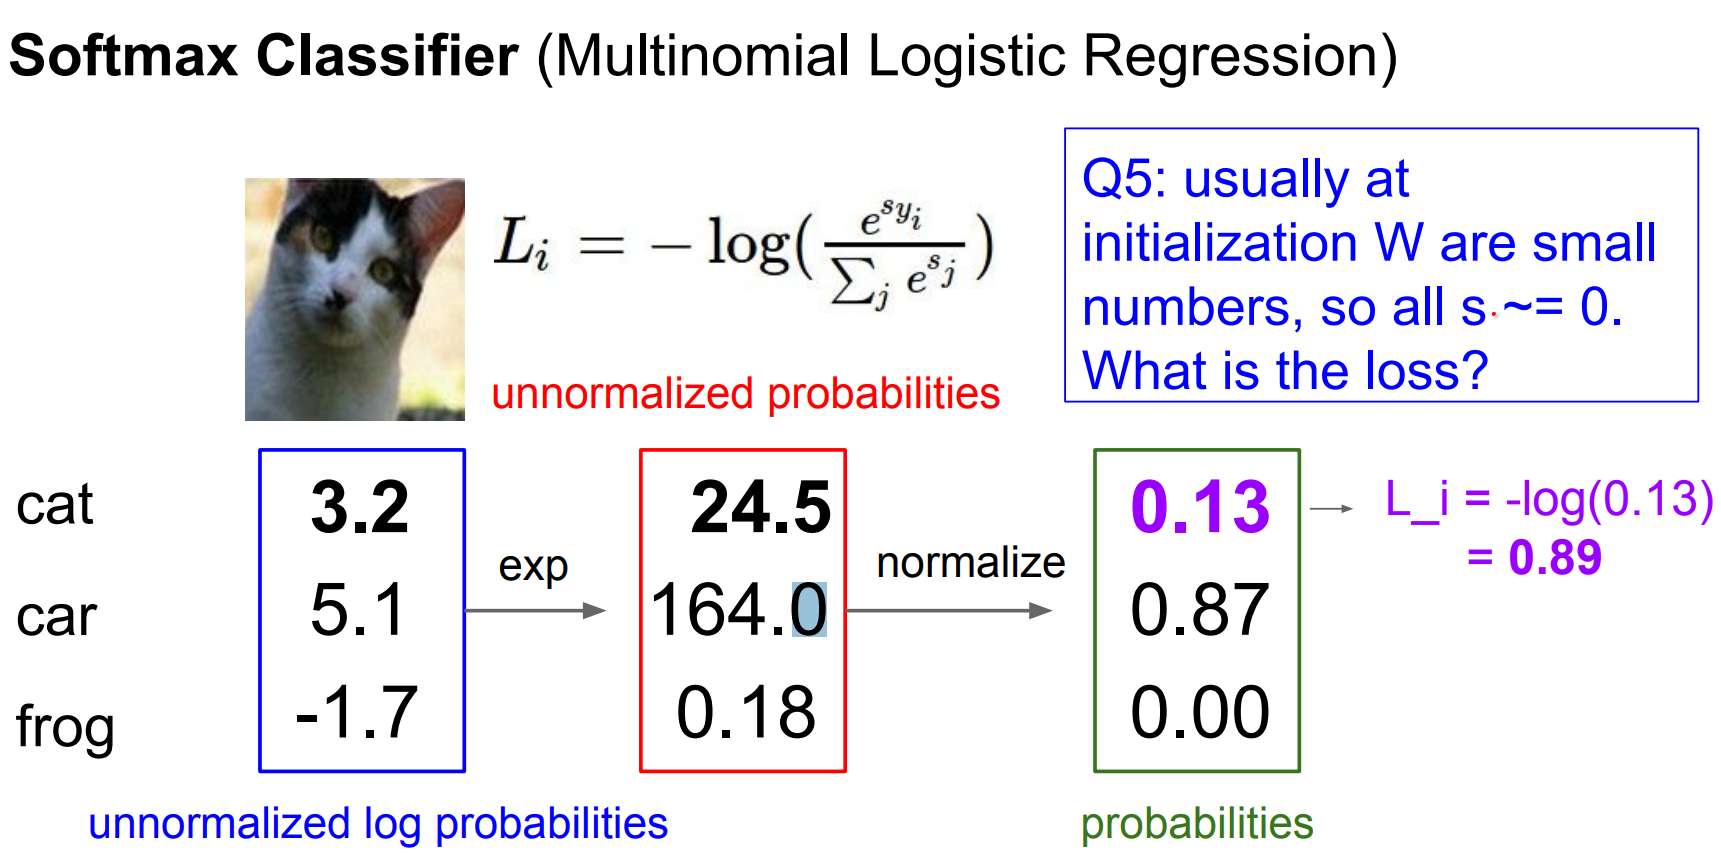 Softmax Classifier (Multinomial Logistic Regression)
L_i = − log( e^{s_{y_i}} / ∑_j e^{s_j} )
Q5: usually at
initialization W are small
numbers, so all s ~= 0.
What is the loss?
unnormalized probabilities
cat 3.2 24.5 0.13 L_i = -log(0.13)
= 0.89
exp normalize
car 5.1 164.0 0.87
frog -1.7 0.18 0.00
unnormalized log probabilities probabilities